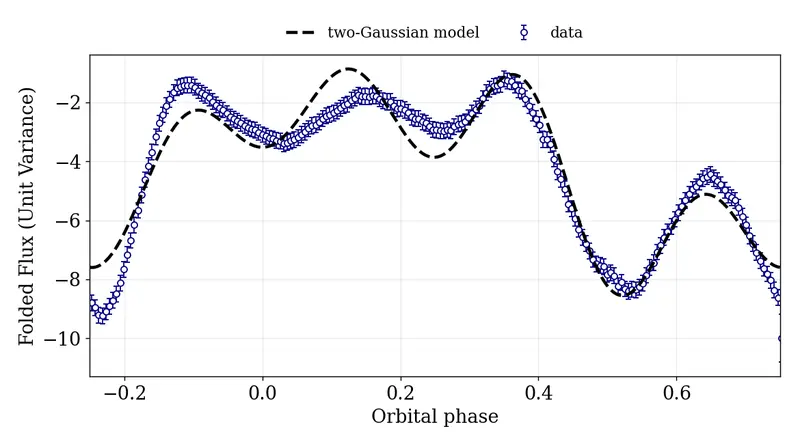 two-Gaussian model
data
Folded Flux (Unit Variance)
−2
−4
−6
−8
−10
−0.2
0.0
0.2
0.4
0.6
Orbital phase